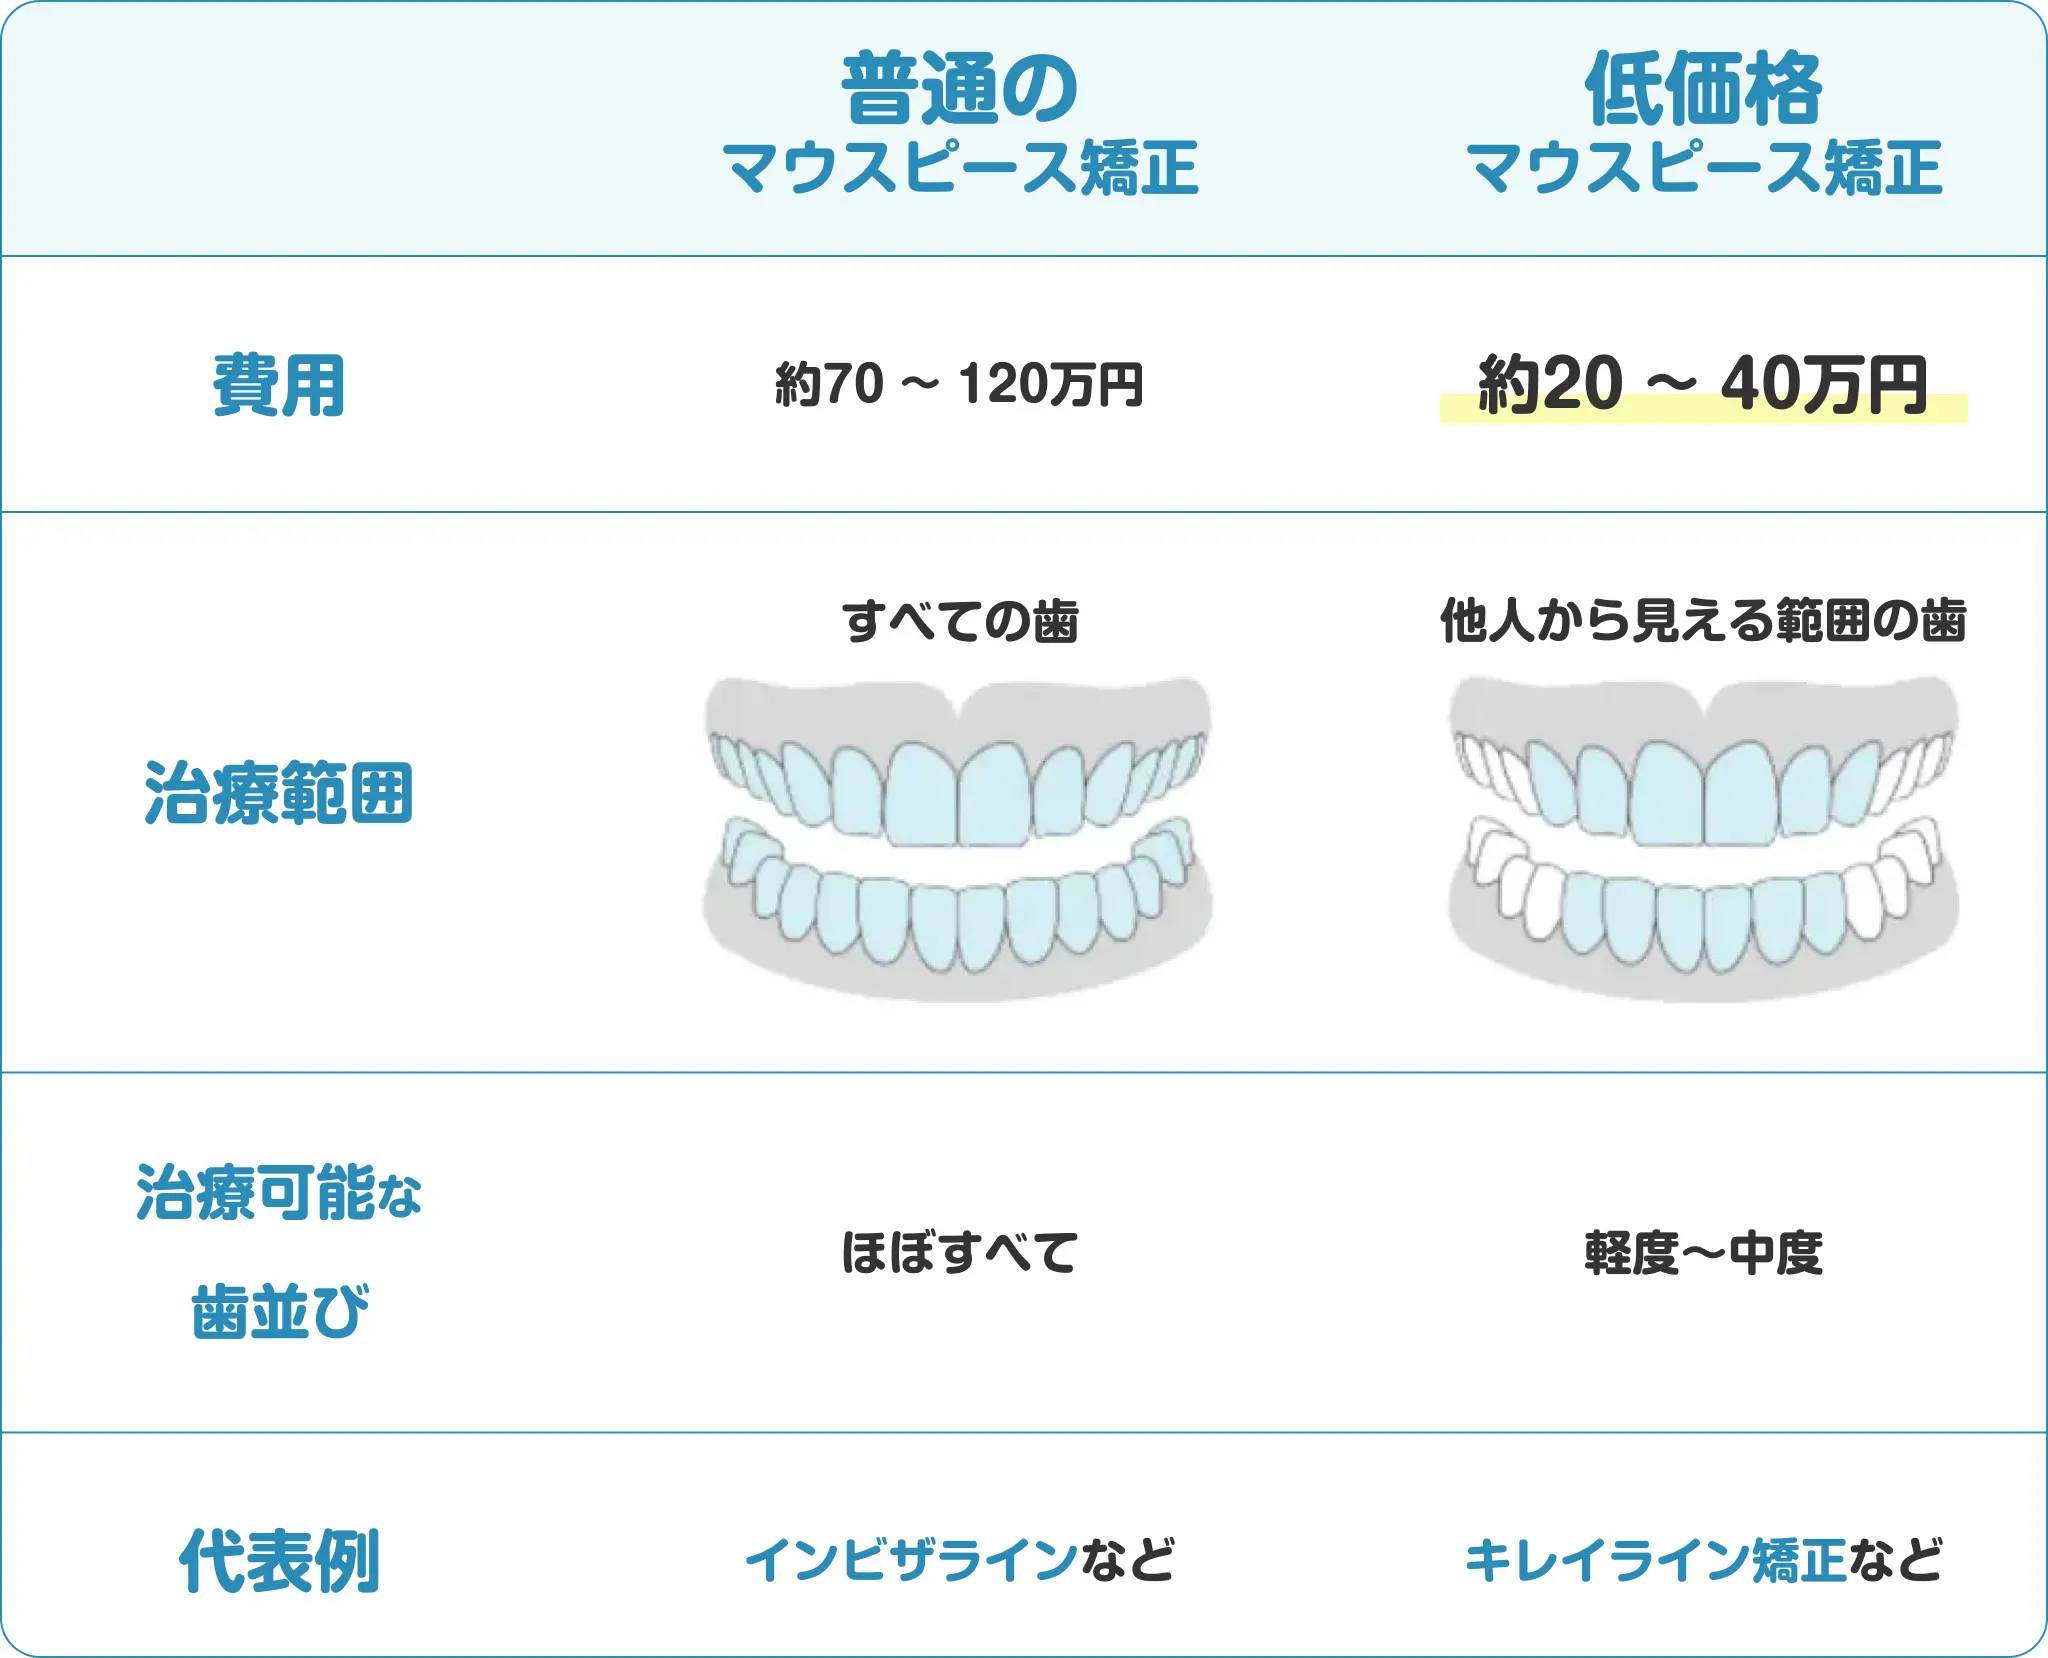 普通の
マウスピース矯正
低価格
マウスピース矯正
費用
約70 〜 120万円
約20 〜 40万円
治療範囲
すべての歯
他人から見える範囲の歯
治療可能な
歯並び
ほぼすべて
軽度〜中度
代表例
インビザラインなど
キレイライン矯正など